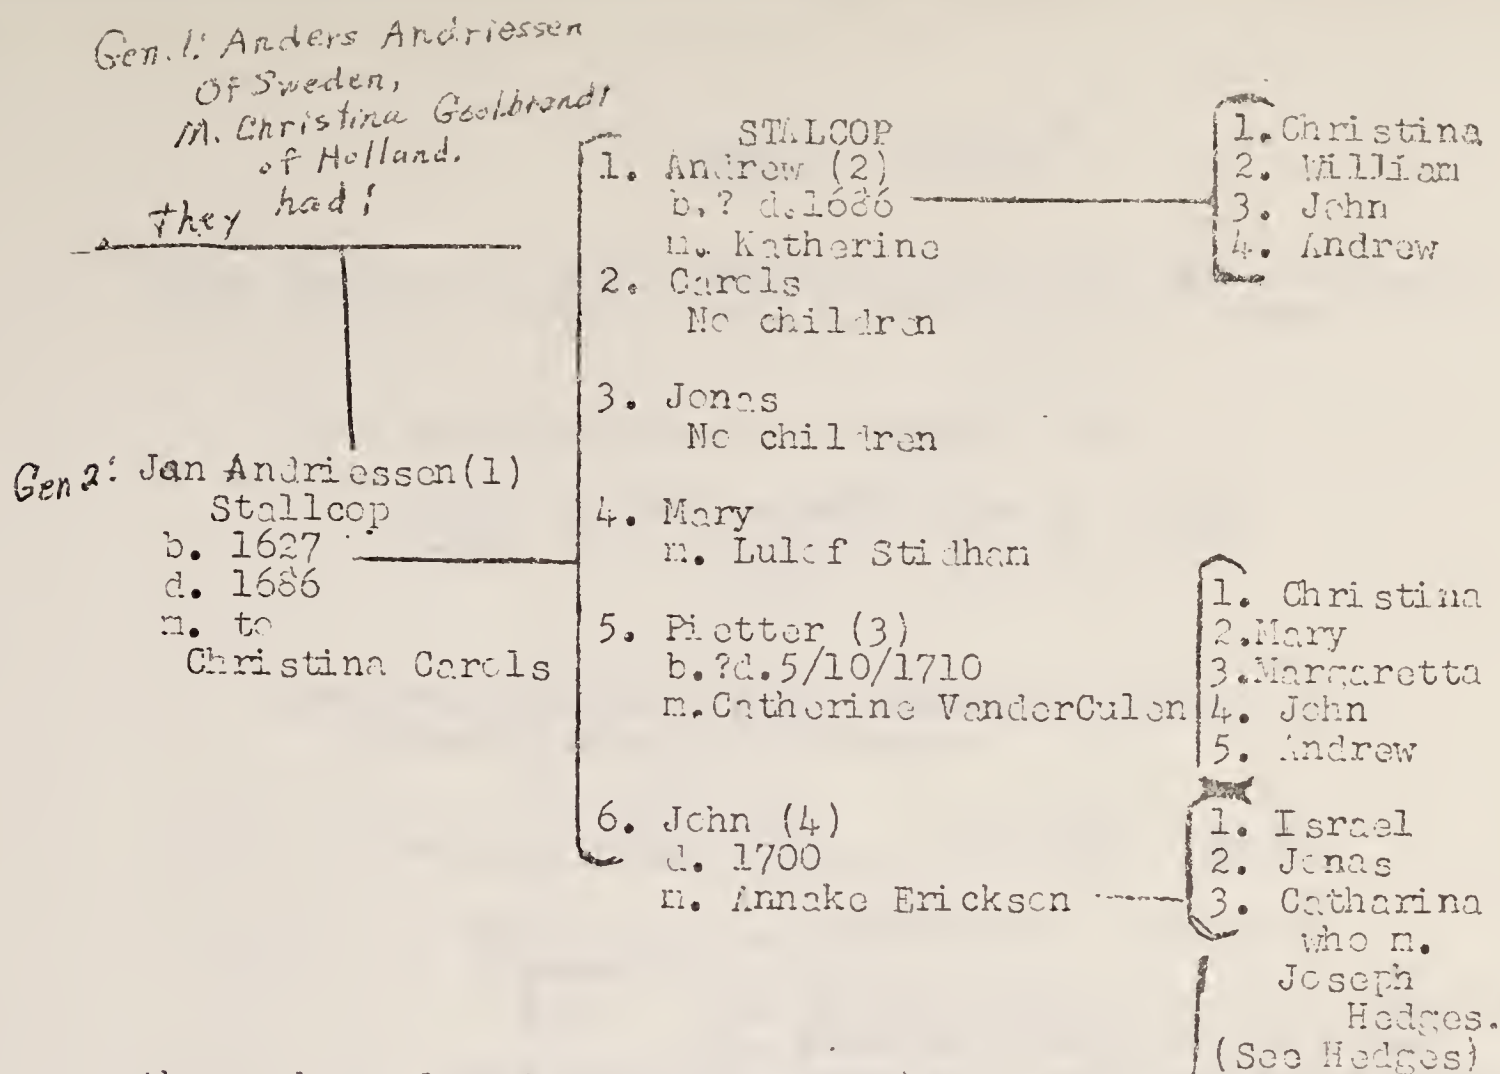 Gen. 1: Anders Andriessen
Of Sweden,
M. Christina Goolbrandt
of Holland.
They had:
Gen 2: Jan Andriessen(1)
Stallcop
b. 1627
d. 1686
m. to
Christina Carols
STALCOP
1. Andrew (2)
b.? d.1686
m. Katherine
2. Carols
No children
3. Jonas
No children
4. Mary
m. Lulof Stidham
5. Pietter (3)
b.?d.5/10/1710
m.Catherine VanderCulen
6. John (4)
d. 1700
m. Annake Erickson
1. Christina
2. William
3. John
4. Andrew
1. Christina
2.Mary
3.Margaretta
4. John
5. Andrew
1. Israel
2. Jonas
3. Catharina
who m.
Joseph
Hedges.
(See Hedges)